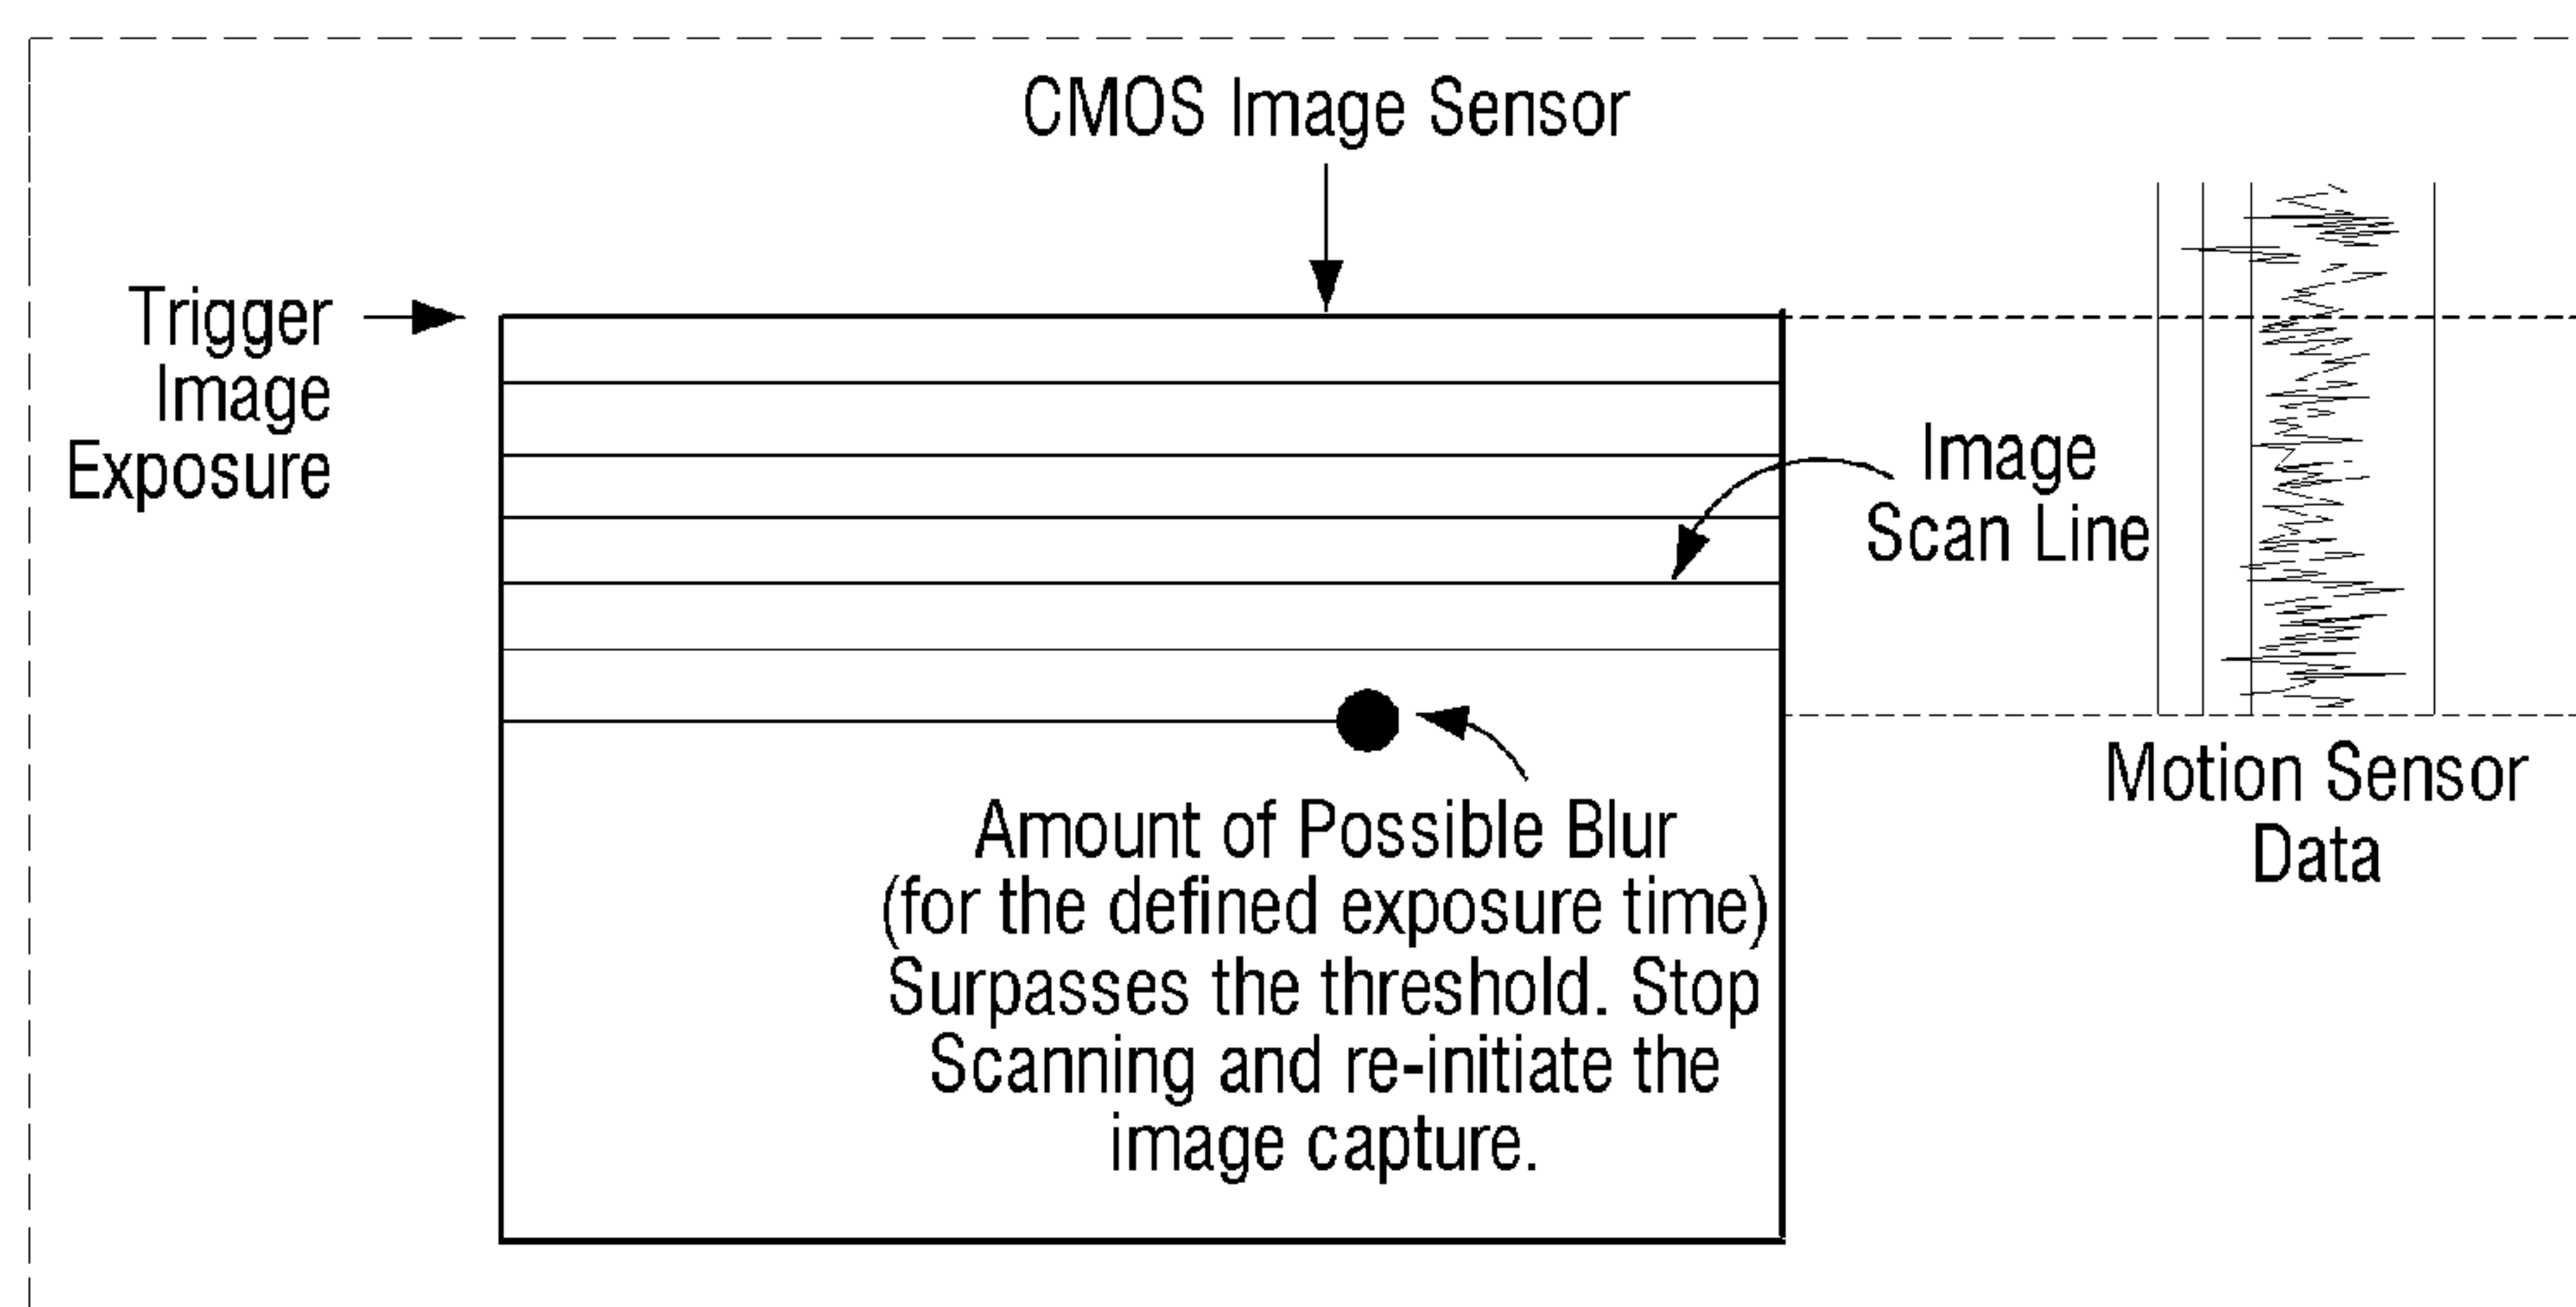 CMOS Image Sensor
Trigger
Image
Exposure
Image
Scan Line
Motion Sensor
Data
Amount of Possible Blur
(for the defined exposure time)
Surpasses the threshold. Stop
Scanning and re-initiate the
image capture.